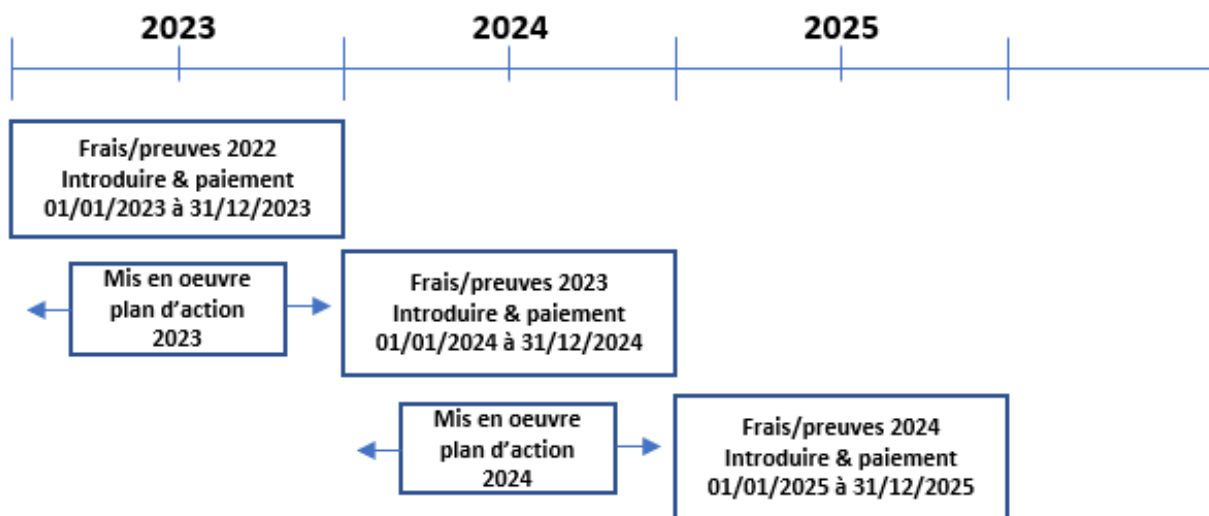 2023
2024
2025
Frais/preuves 2022
Introduire & paiement
01/01/2023 à 31/12/2023
Mis en oeuvre
plan d'action
2023
Frais/preuves 2023
Introduire & paiement
01/01/2024 à 31/12/2024
Mis en oeuvre
plan d'action
2024
Frais/preuves 2024
Introduire & paiement
01/01/2025 à 31/12/2025